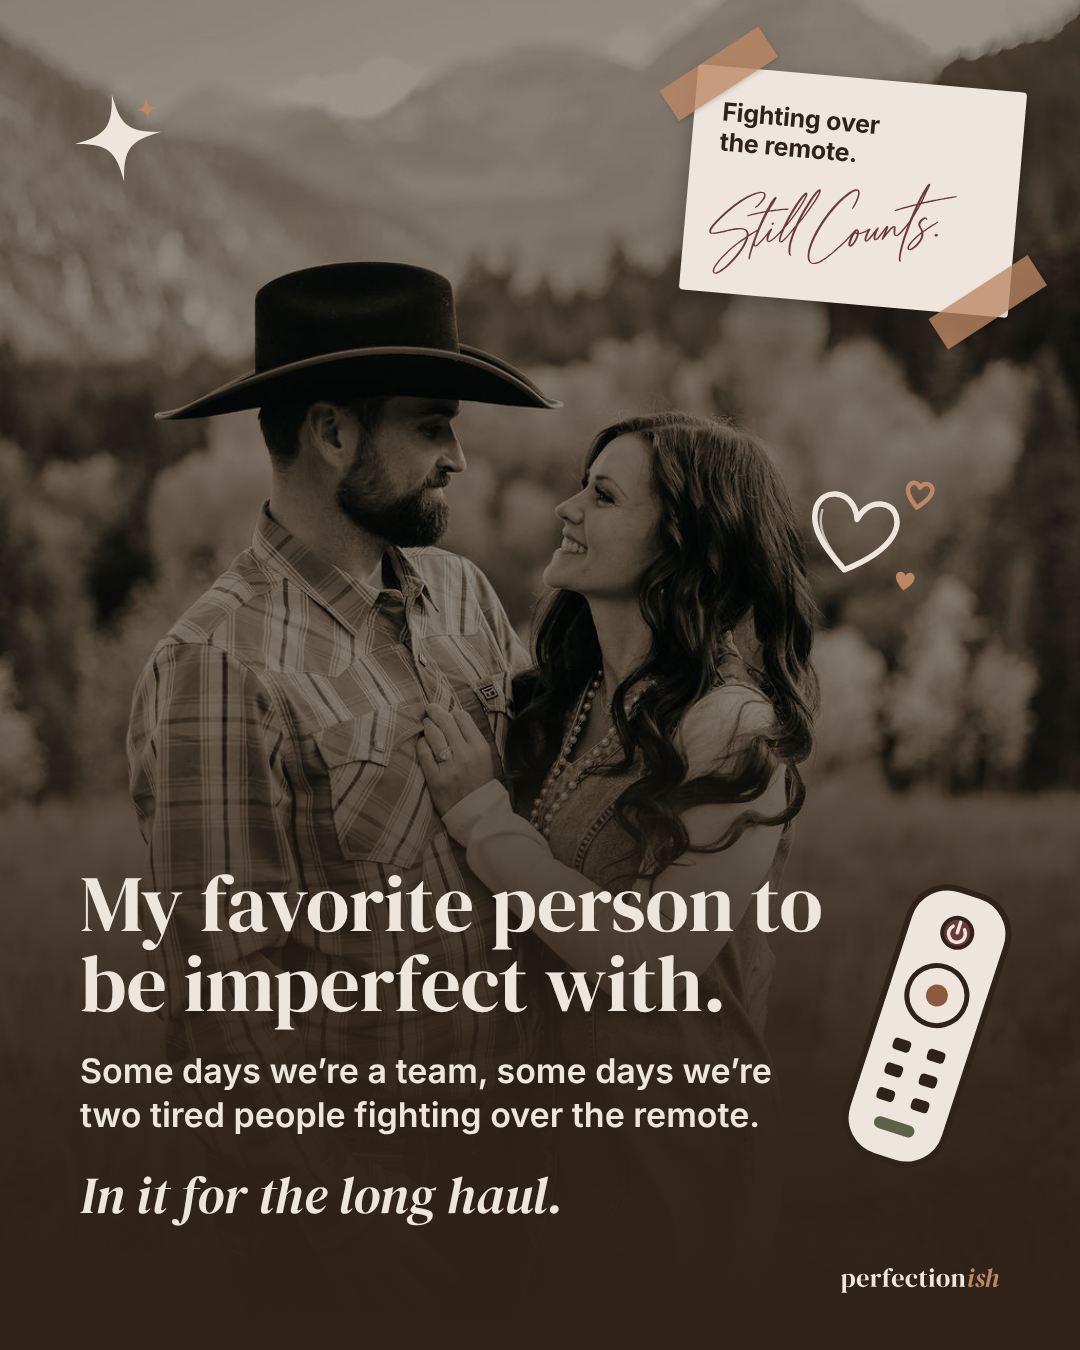 Fighting over
the remote.
Still Counts.
My favorite person to
be imperfect with.
Some days we’re a team, some days we’re
two tired people fighting over the remote.
In it for the long haul.
perfectionish